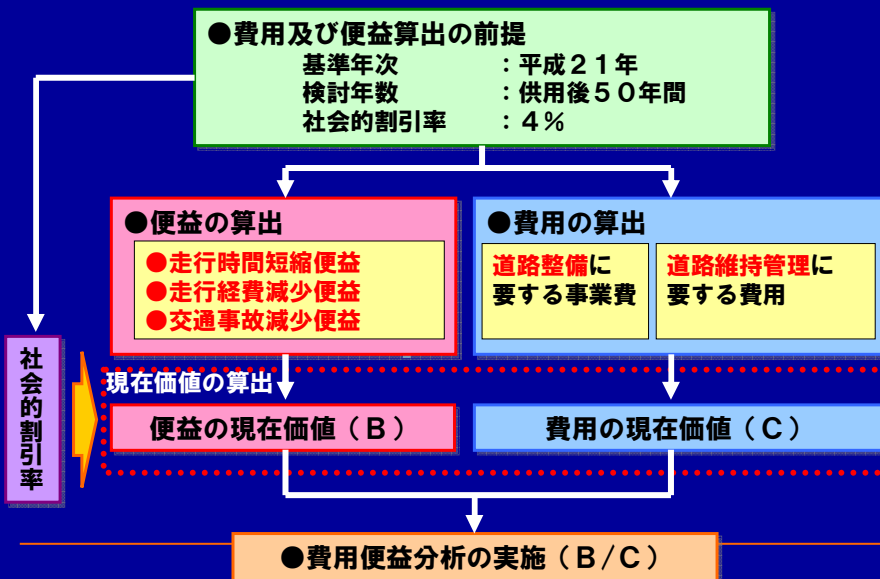 ●費用及び便益算出の前提
基準年次 ：平成２１年
検討年数 ：供用後５０年間
社会的割引率 ：４％
●便益の算出
●走行時間短縮便益
●走行経費減少便益
●交通事故減少便益
●費用の算出
道路整備に
要する事業費
道路維持管理に
要する費用
社会的割引率
現在価値の算出
便益の現在価値（Ｂ）
費用の現在価値（Ｃ）
●費用便益分析の実施（Ｂ/Ｃ）